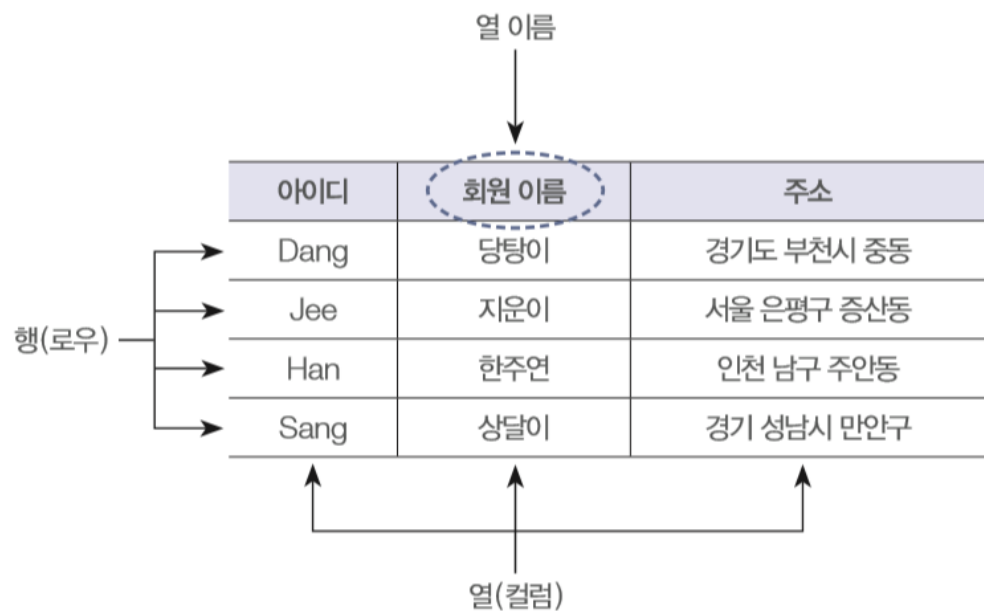 열 이름
아이디 회원 이름 주소
Dang 당탕이 경기도 부천시 중동
Jee 지운이 서울 은평구 증산동
행(로우)
Han 한주연 인천 남구 주안동
Sang 상달이 경기 성남시 만안구
열(컬럼)